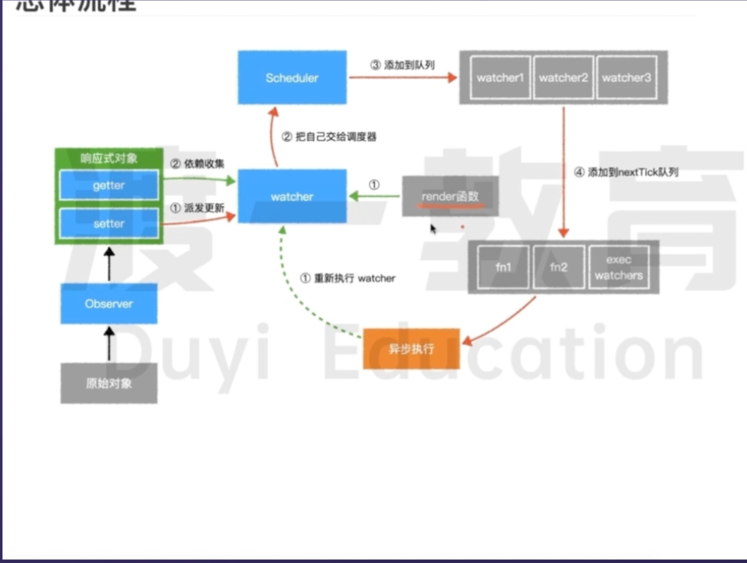 总体流程
Scheduler
③ 添加到队列
watcher1
watcher2
watcher3
② 把自己交给调度器
响应式对象
② 依赖收集
getter
① 派发更新
setter
watcher
①
render函数
④ 添加到nextTick队列
fn1
fn2
exec
watchers
① 重新执行 watcher
Observer
异步执行
原始对象
渡一教育
Duyi Education